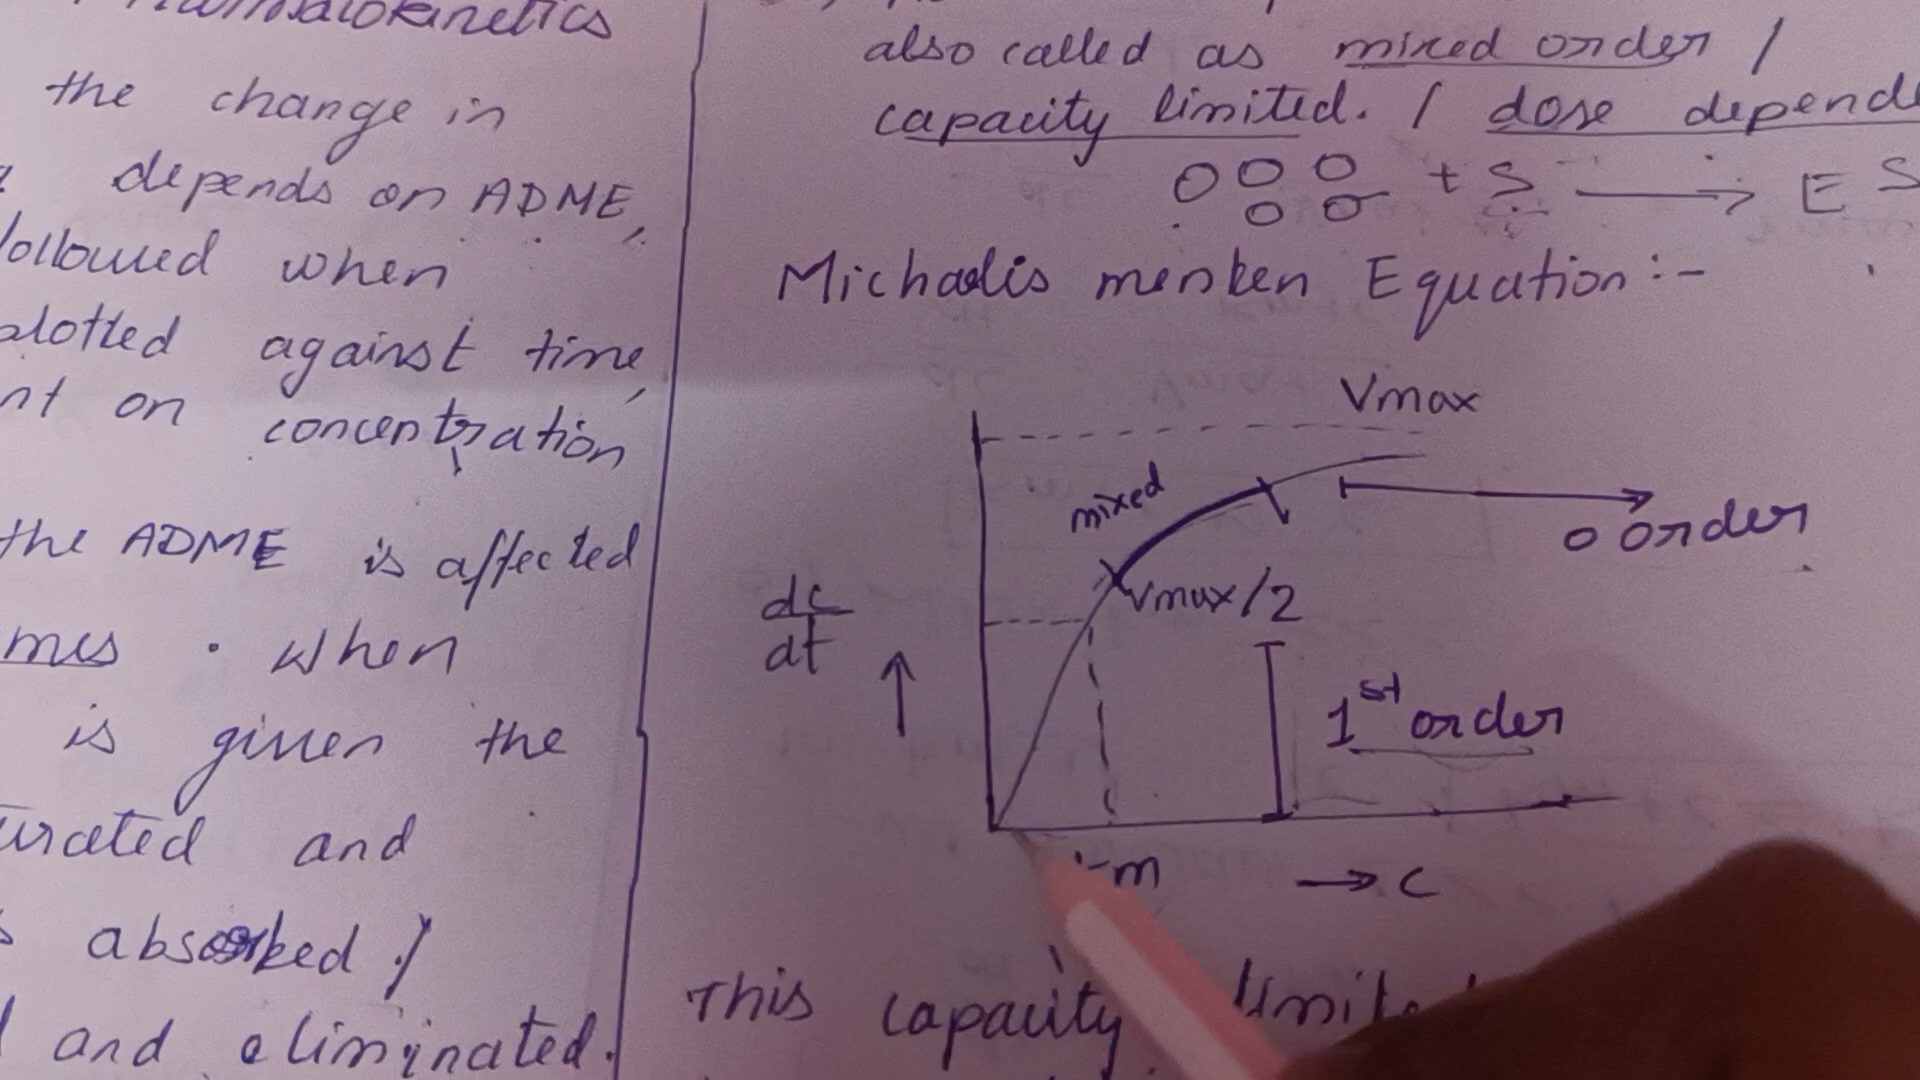 the change in
depends on ADME,
followed when
plotted against time,
on concentration
the ADME is affected
when
is given the
and
absorbed /
and eliminated.
also called as mixed order /
capacity limited. / dose
+ S → E S
Michaelis menten Equation :-
Vmax
mixed
0 order
Vmax/2
dc
dt
1st order
→ C
This capacity